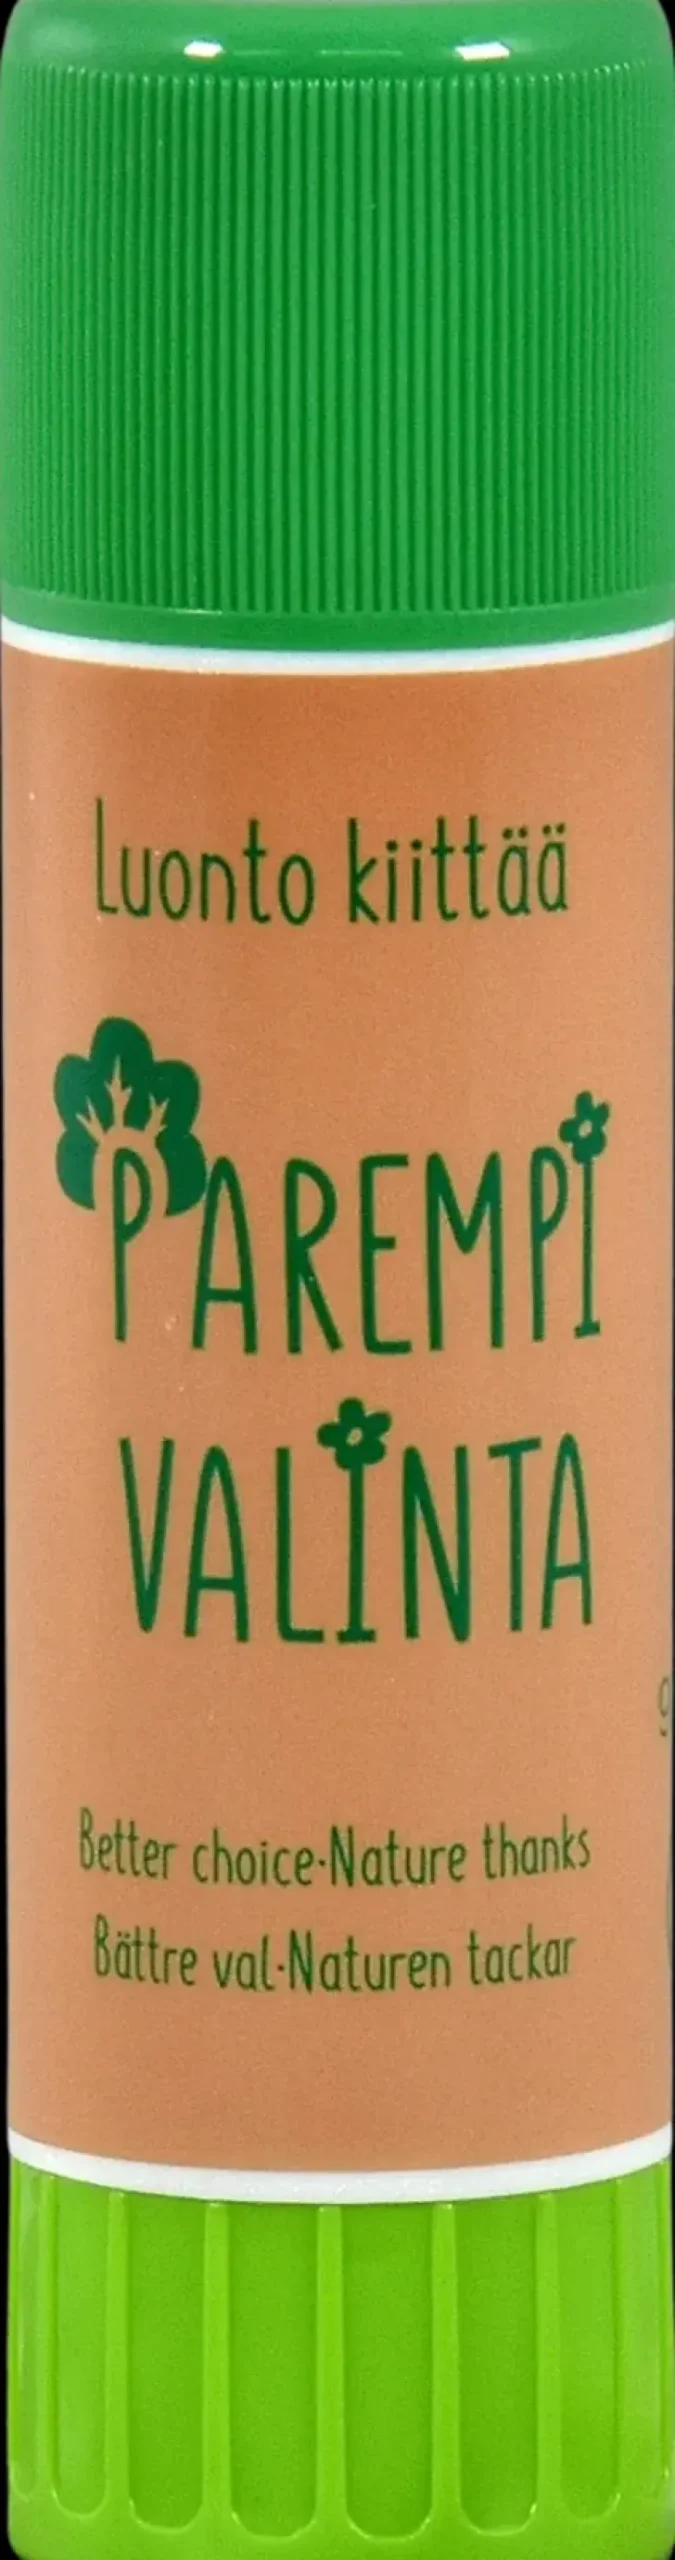 Luonto kiittää
PAREMPI
VALINTA
Better choice·Nature thanks
Bättre val·Naturen tackar